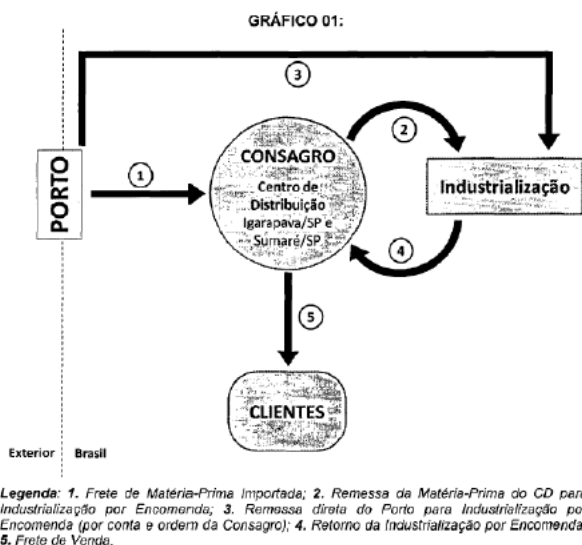 GRÁFICO 01:
3
PORTO
1
CONSAGRO
Centro de
Distribuição
Igarapava/SP e
Sumaré/SP
2
Industrialização
4
5
CLIENTES
Exterior Brasil
Legenda: 1. Frete de Matéria-Prima Importada; 2. Remessa da Matéria-Prima do CD para
Industrialização por Encomenda; 3. Remessa direta do Porto para Industrialização po
Encomenda (por conta e ordem da Consagro); 4. Retorno da Industrialização por Encomenda
5. Frete de Venda.